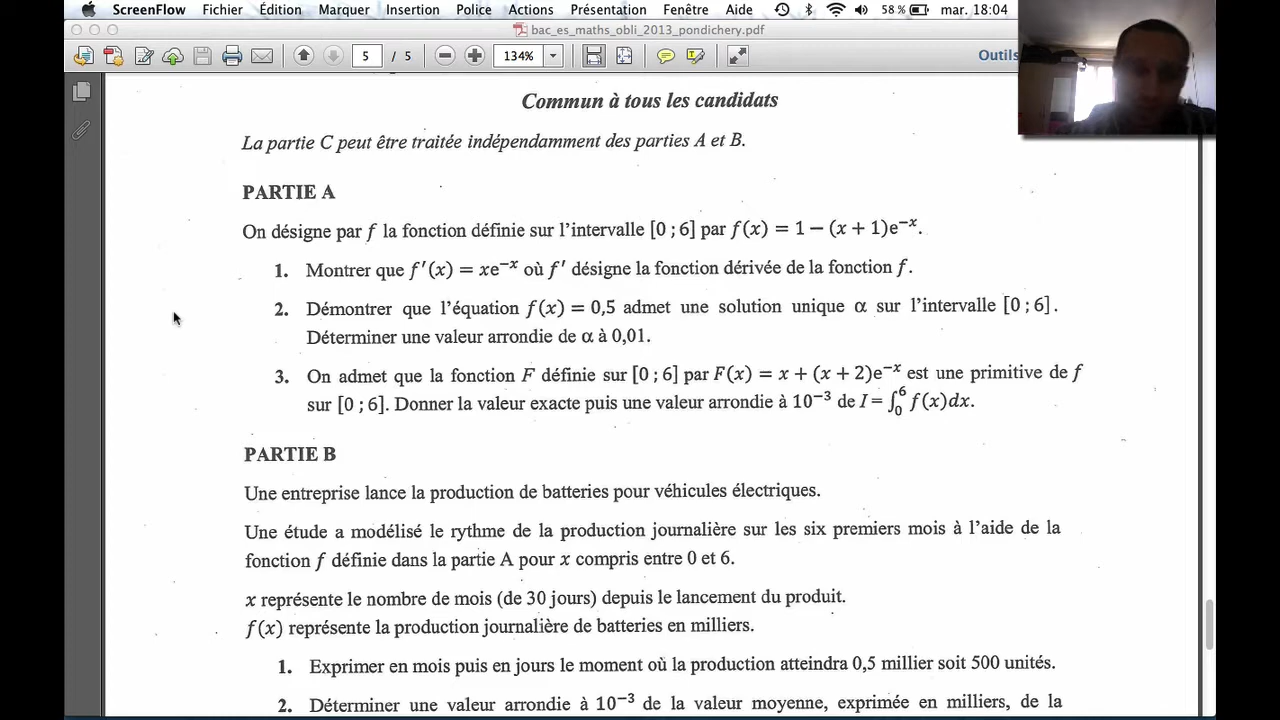 ScreenFlow Fichier Édition Marquer Insertion Police Actions Présentation Fenêtre Aide 58 % mar. 18:04
bac_es_maths_obli_2013_pondichery.pdf
5 / 5 134% Outils
Commun à tous les candidats
La partie C peut être traitée indépendamment des parties A et B.
PARTIE A
On désigne par f la fonction définie sur l'intervalle [0 ; 6] par f(x) = 1 − (x + 1)e⁻ˣ.
1. Montrer que f'(x) = xe⁻ˣ où f' désigne la fonction dérivée de la fonction f.
2. Démontrer que l'équation f(x) = 0,5 admet une solution unique α sur l'intervalle [0 ; 6].
Déterminer une valeur arrondie de α à 0,01.
3. On admet que la fonction F définie sur [0 ; 6] par F(x) = x + (x + 2)e⁻ˣ est une primitive de f
sur [0 ; 6]. Donner la valeur exacte puis une valeur arrondie à 10⁻³ de I = ∫₀⁶ f(x)dx.
PARTIE B
Une entreprise lance la production de batteries pour véhicules électriques.
Une étude a modélisé le rythme de la production journalière sur les six premiers mois à l'aide de la
fonction f définie dans la partie A pour x compris entre 0 et 6.
x représente le nombre de mois (de 30 jours) depuis le lancement du produit.
f(x) représente la production journalière de batteries en milliers.
1. Exprimer en mois puis en jours le moment où la production atteindra 0,5 millier soit 500 unités.
2. Déterminer une valeur arrondie à 10⁻³ de la valeur moyenne, exprimée en milliers, de la